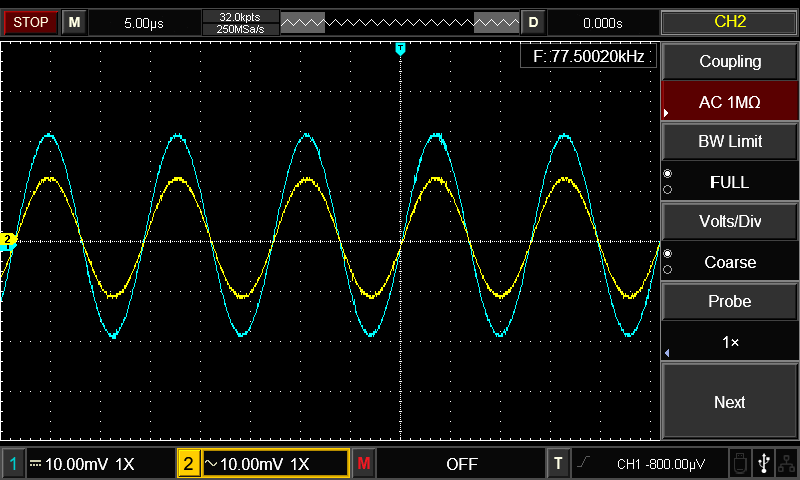 STOP M 5.00µs 32.0kpts D 0.000s CH2
250MSa/s
T
F: 77.50020kHz
Coupling
AC 1MΩ
BW Limit
FULL
Volts/Div
2
Coarse
Probe
1×
Next
1 10.00mV 1X 2 10.00mV 1X M OFF T CH1 -800.00µV